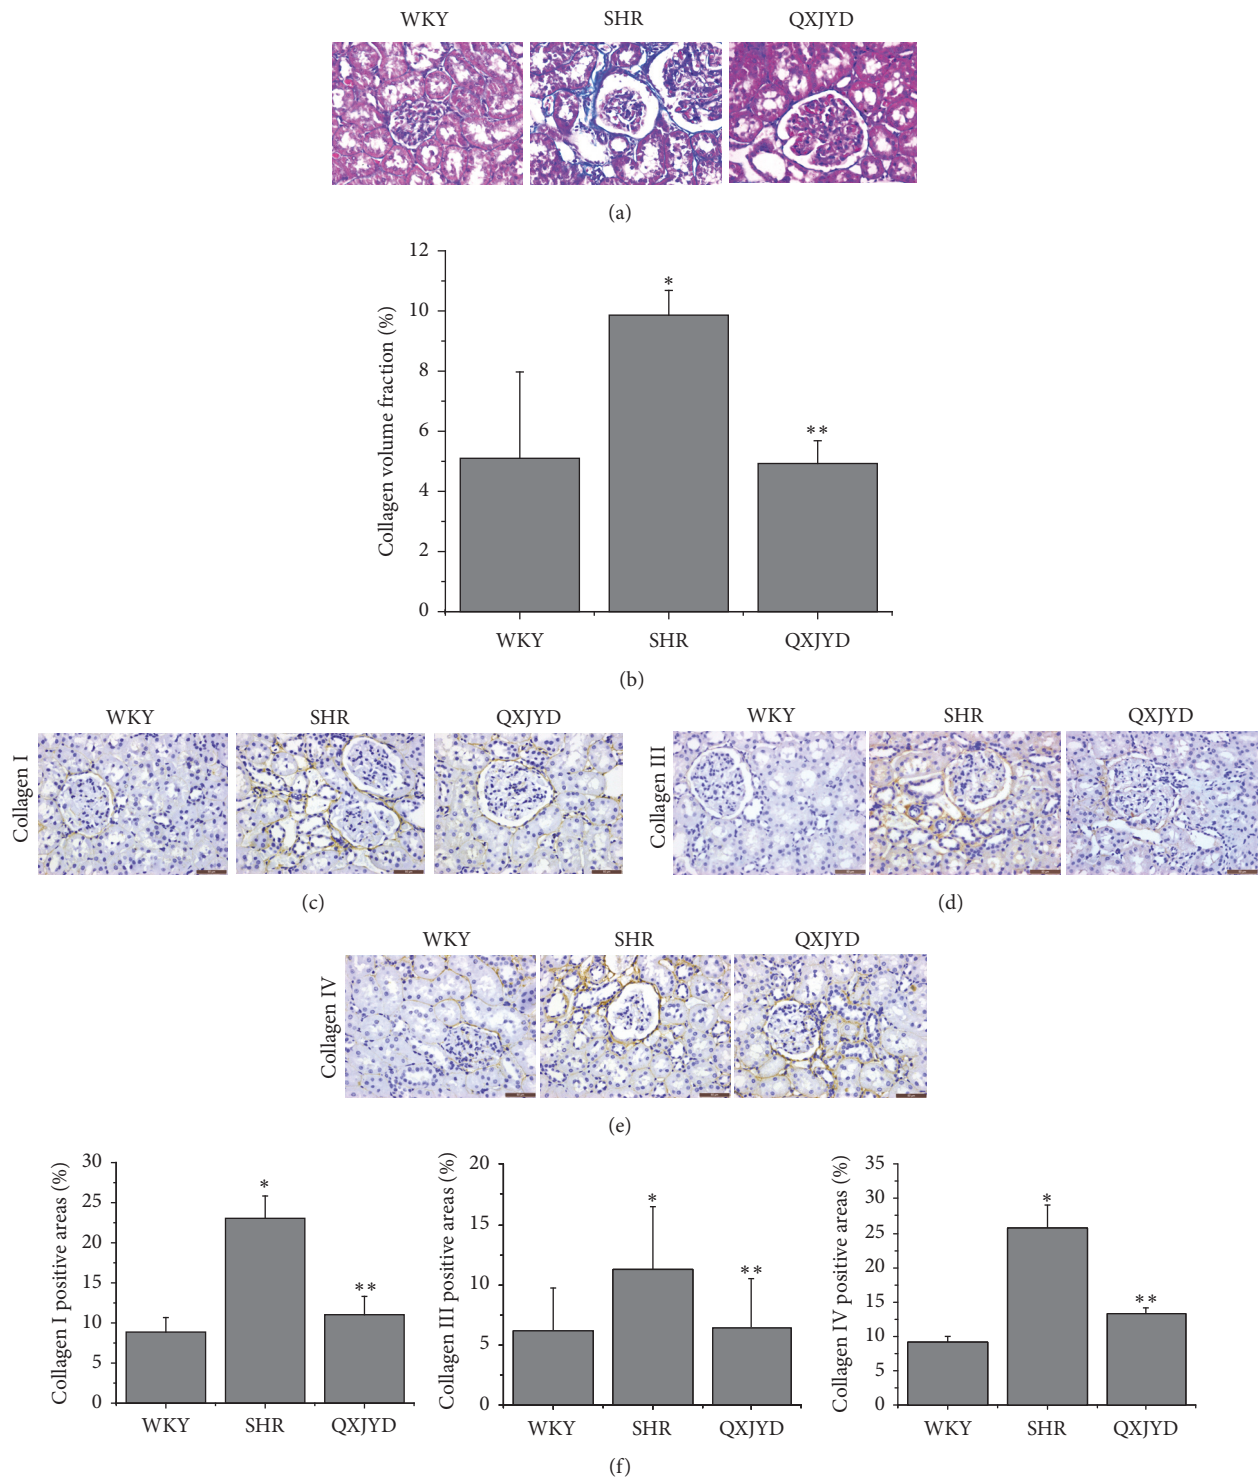 WKY SHR QXJYD
(a)
Collagen volume fraction (%)
12
10
8
6
4
2
0
*
**
WKY SHR QXJYD
(b)
WKY SHR QXJYD
Collagen I
(c)
WKY SHR QXJYD
Collagen III
(d)
WKY SHR QXJYD
Collagen IV
(e)
Collagen I positive areas (%)
30
25
20
15
10
5
0
*
**
WKY SHR QXJYD
Collagen III positive areas (%)
20
15
10
5
0
*
**
WKY SHR QXJYD
Collagen IV positive areas (%)
35
30
25
20
15
10
5
0
*
**
WKY SHR QXJYD
(f)